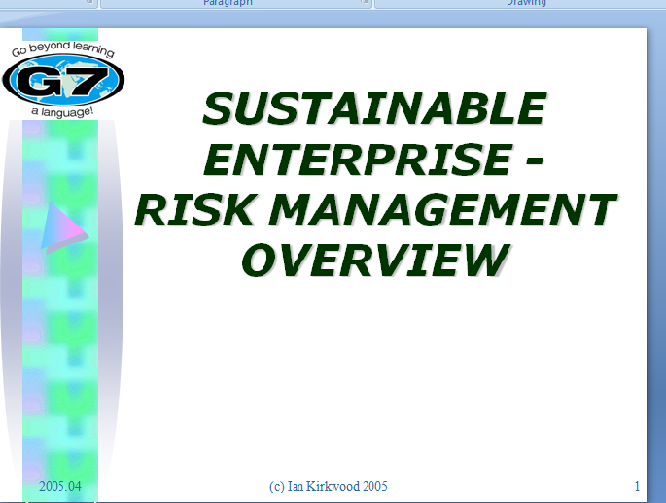 Paragraph
Drawing
Go beyond learning
G7
a language!
SUSTAINABLE
ENTERPRISE -
RISK MANAGEMENT
OVERVIEW
2005.04
(c) Ian Kirkwood 2005
1